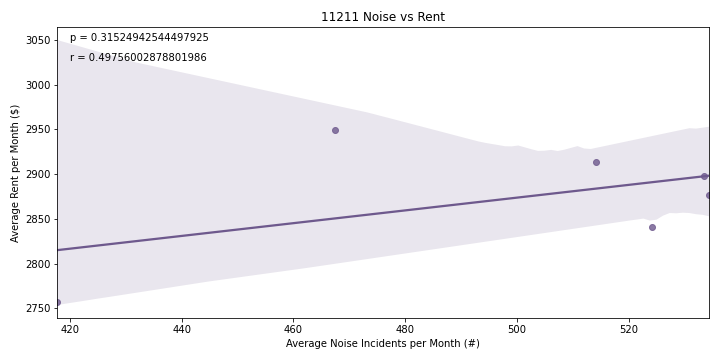 11211 Noise vs Rent
p = 0.31524942544497925
r = 0.49756002878801986
3050
3000
2950
2900
2850
2800
2750
Average Rent per Month ($)
420 440 460 480 500 520
Average Noise Incidents per Month (#)